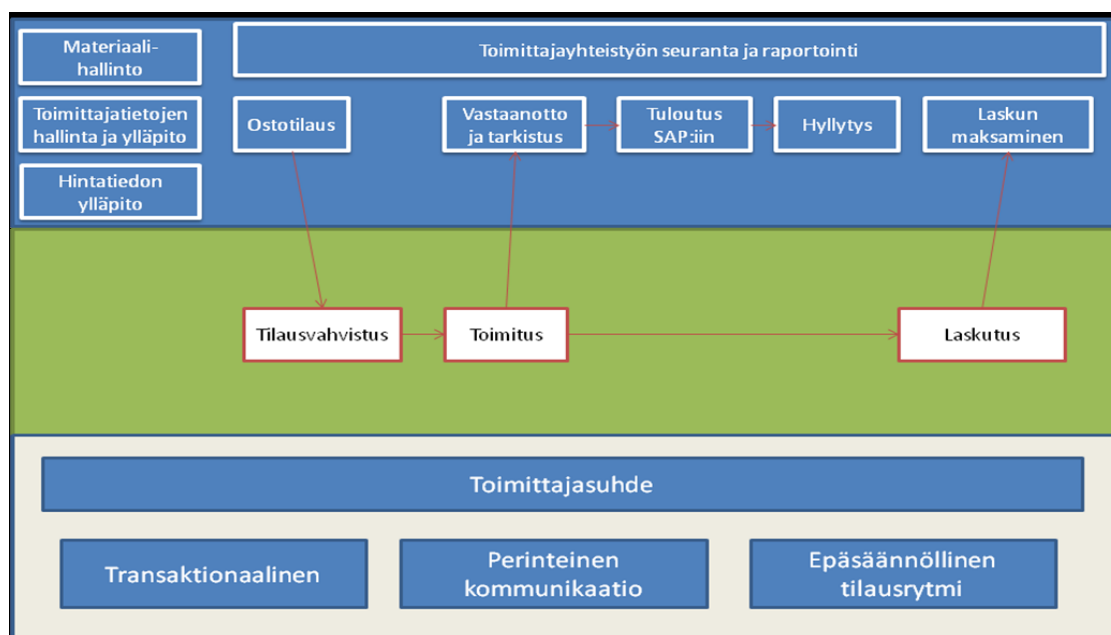 Materiaali-
hallinto
Toimittajayhteistyön seuranta ja raportointi
Toimittajatietojen
hallinta ja ylläpito
Ostotilaus
Vastaanotto
ja tarkistus
Tuloutus
SAP:iin
Hyllytys
Laskun
maksaminen
Hintatiedon
ylläpito
Tilausvahvistus
Toimitus
Laskutus
Toimittajasuhde
Transaktionaalinen
Perinteinen
kommunikaatio
Epäsäännöllinen
tilausrytmi